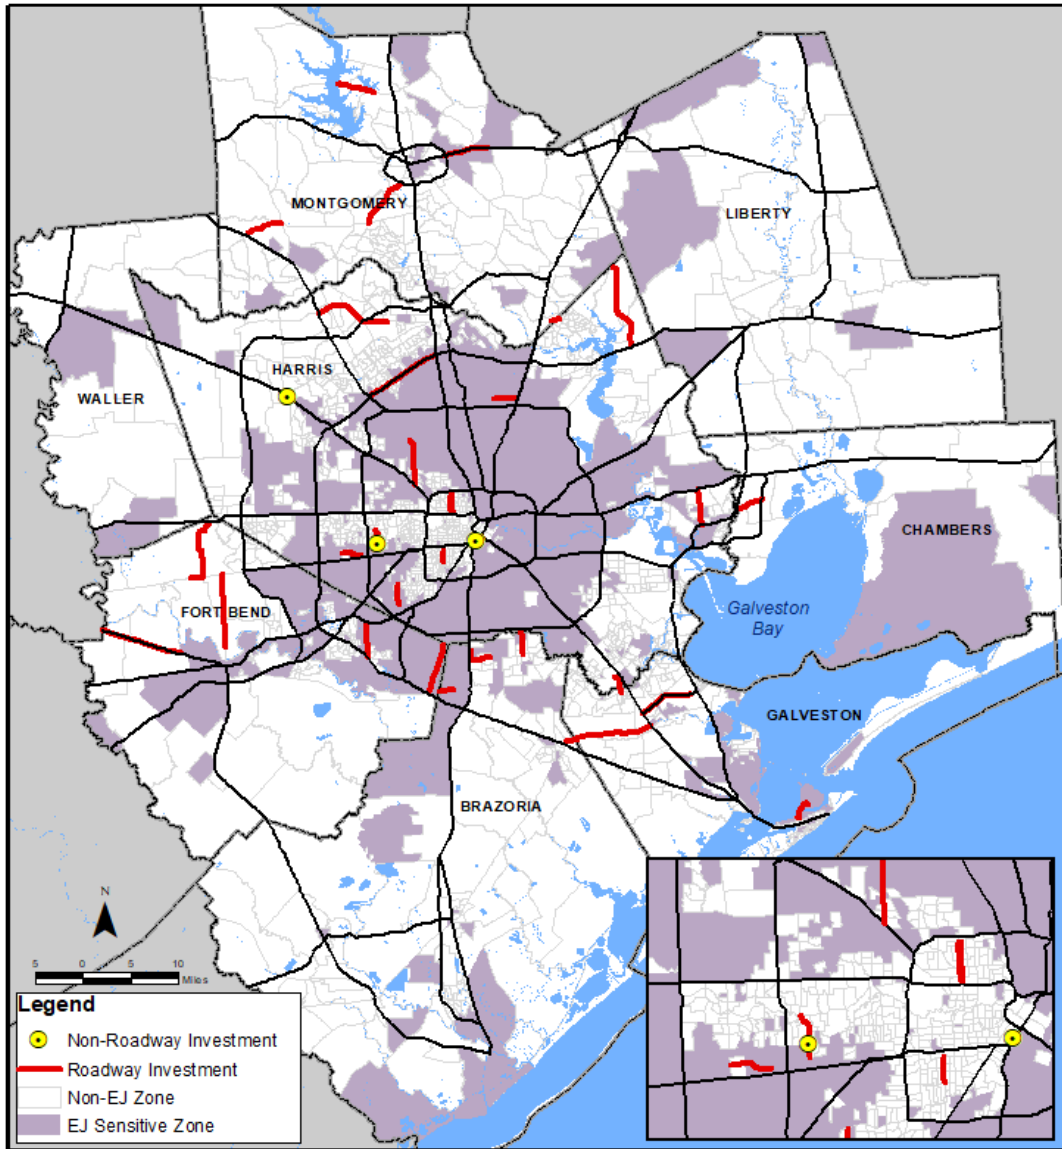 MONTGOMERY
LIBERTY
HARRIS
WALLER
CHAMBERS
FORT BEND
Galveston
Bay
GALVESTON
BRAZORIA
N
5 0 5 10
Miles
Legend
Non-Roadway Investment
Roadway Investment
Non-EJ Zone
EJ Sensitive Zone